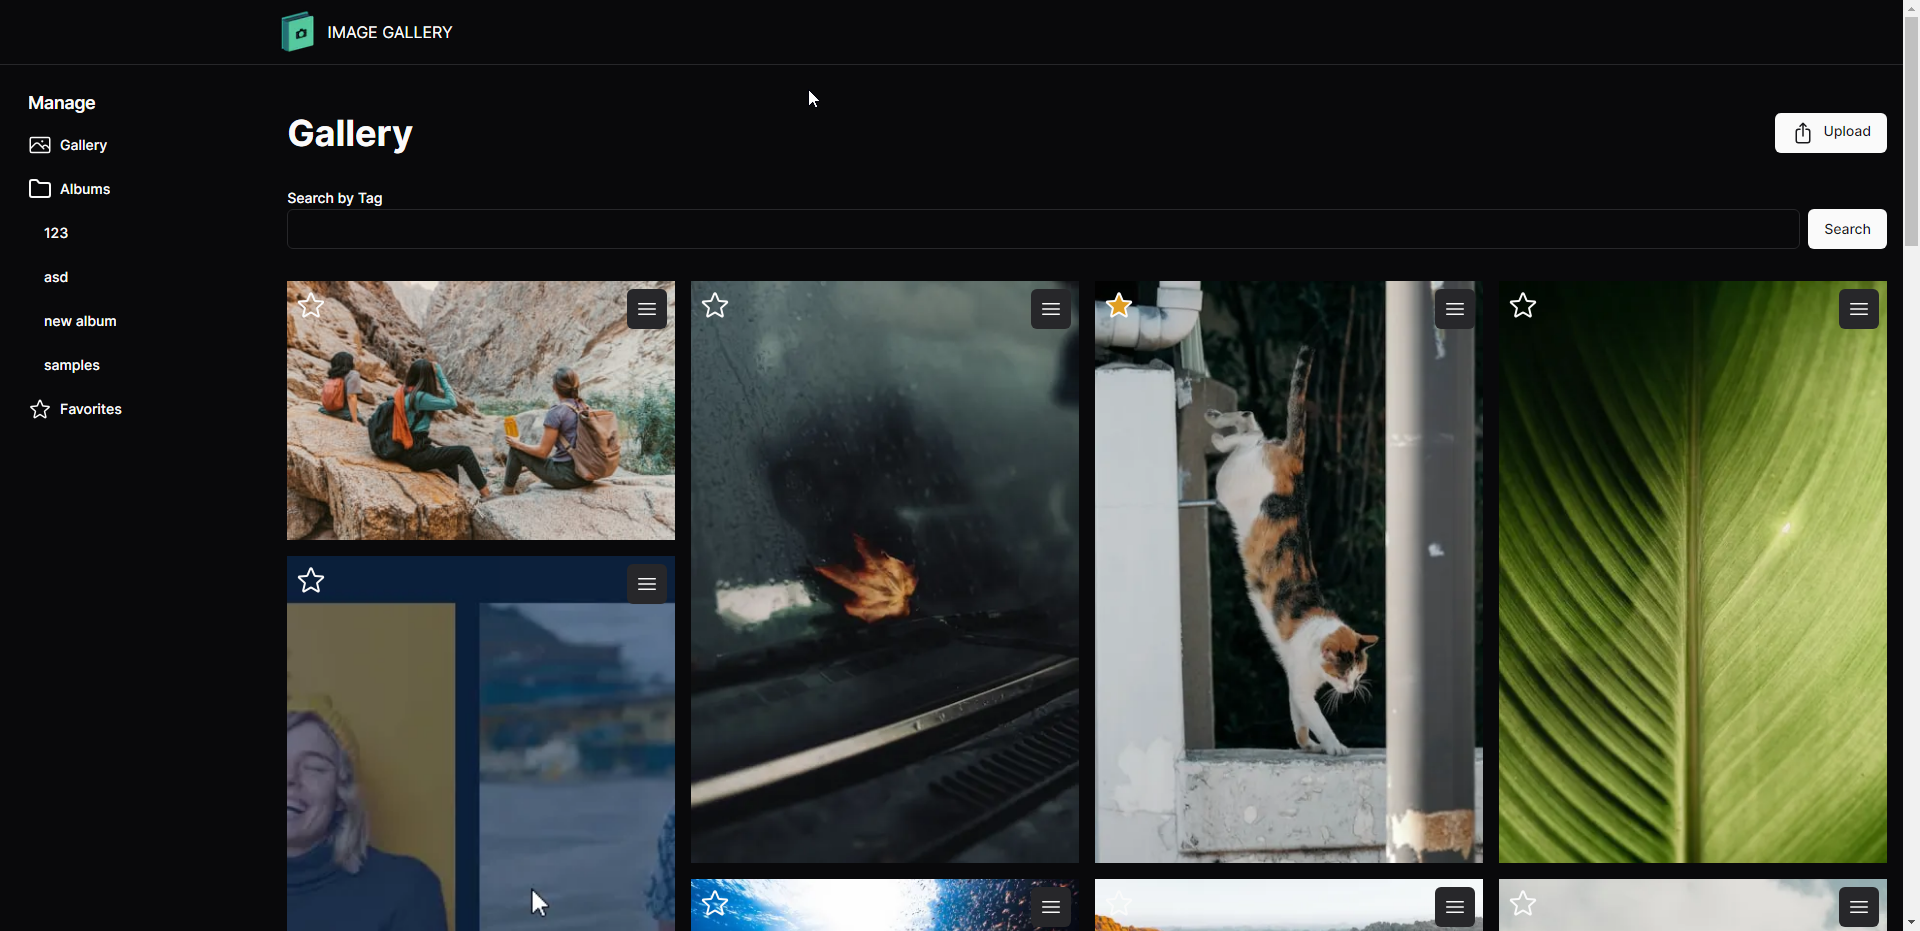 IMAGE GALLERY
Manage
Gallery
Albums
123
asd
new album
samples
Favorites
Gallery
Upload
Search by Tag
Search